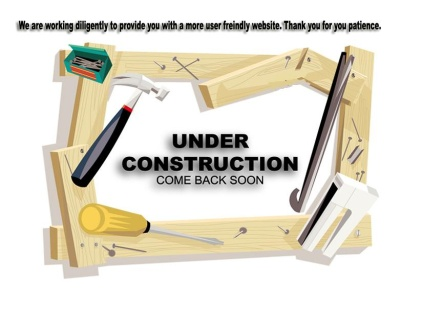 We are working diligently to provide you with a more user freindly website. Thank you for you patience.
UNDER
CONSTRUCTION
COME BACK SOON